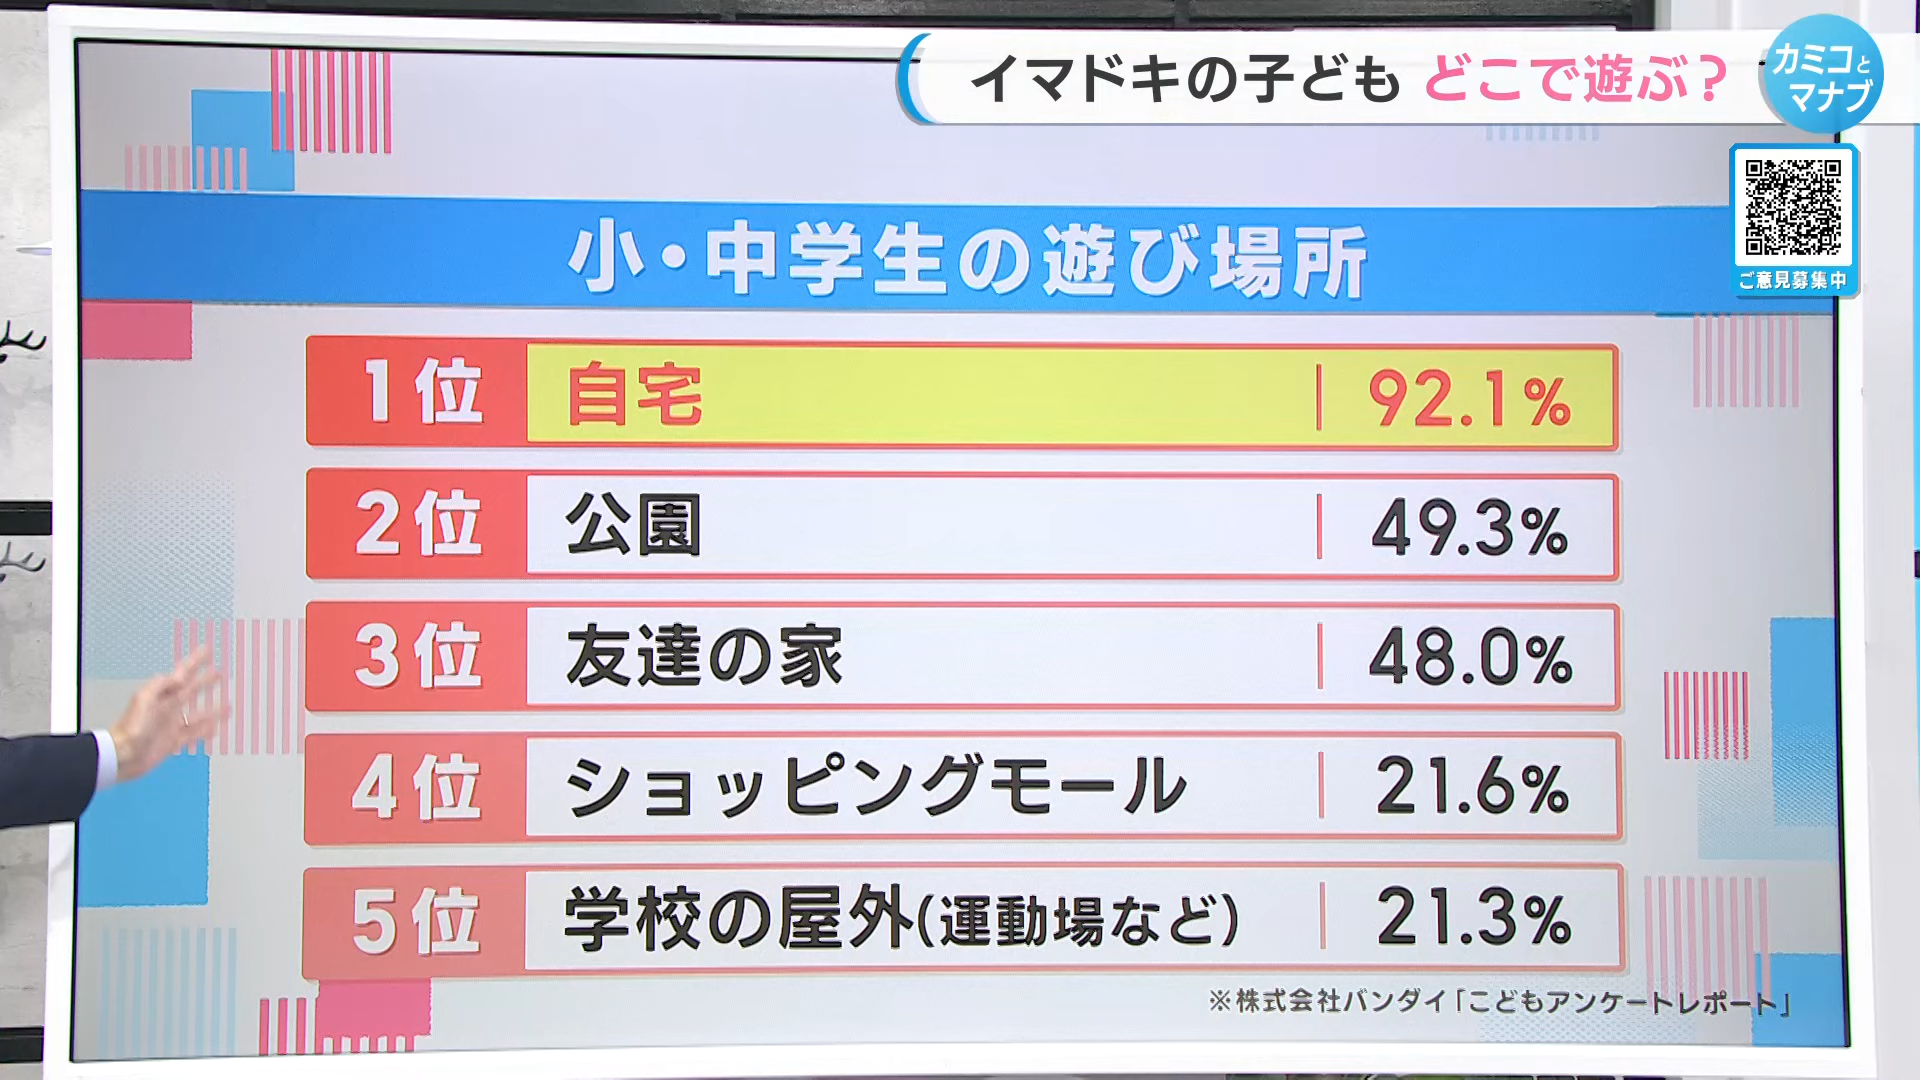 イマドキの子ども どこで遊ぶ？
カミコと
マナブ
ご意見募集中
小・中学生の遊び場所
1位 自宅 92.1%
2位 公園 49.3%
3位 友達の家 48.0%
4位 ショッピングモール 21.6%
5位 学校の屋外(運動場など) 21.3%
※株式会社バンダイ「こどもアンケートレポート」